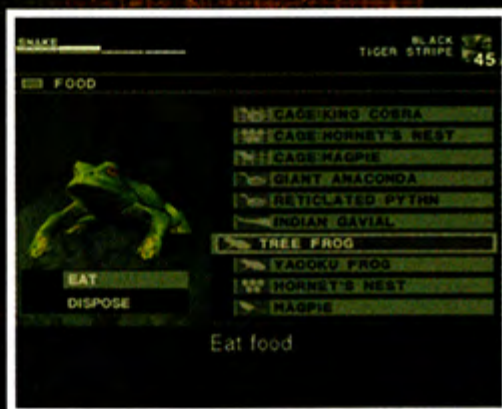 SNAKE
BLACK
TIGER STRIPE
45
FOOD
CAGE:KING COBRA
CAGE:HORNET'S NEST
CAGE:MAGPIE
GIANT ANACONDA
RETICLATED PYTHN
INDIAN GAVIAL
TREE FROG
YADOKU FROG
HORNET'S NEST
MAGPIE
EAT
DISPOSE
Eat food